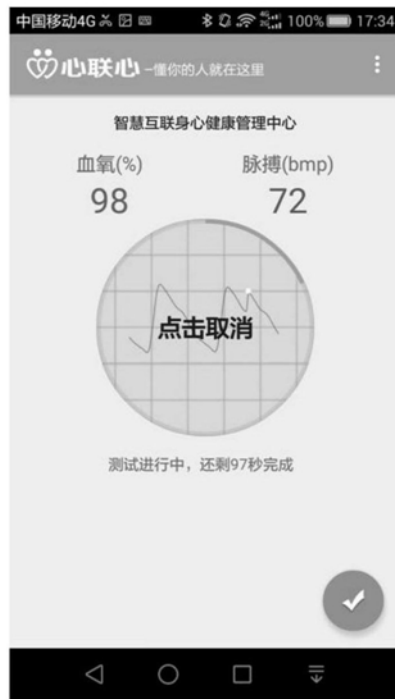 中国移动4G 100% 17:34
心联心 –懂你的人就在这里
智慧互联身心健康管理中心
血氧(%) 脉搏(bmp)
98 72
点击取消
测试进行中，还剩97秒完成